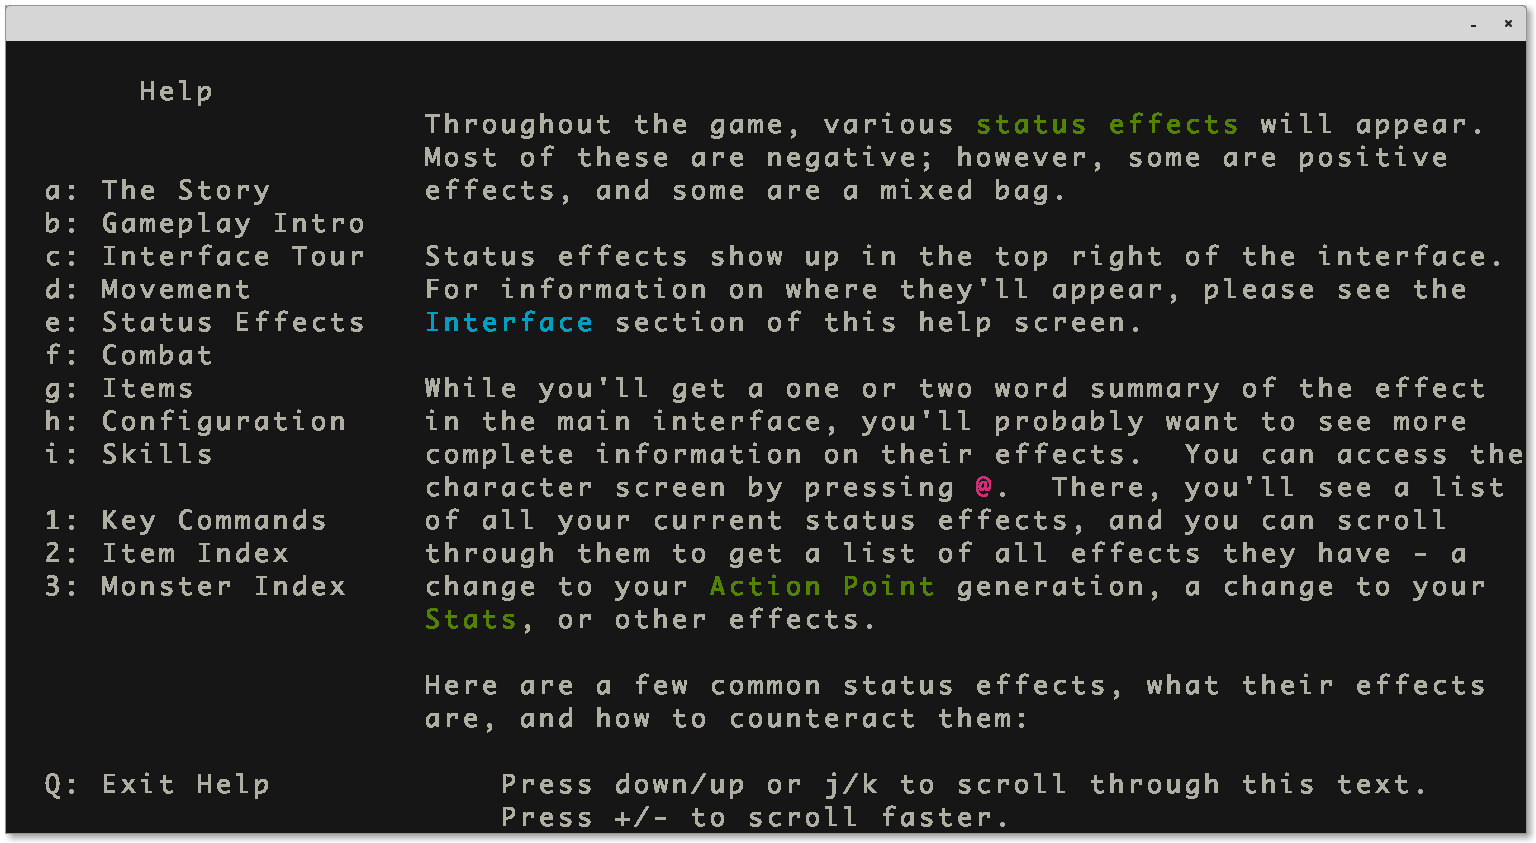 Help
Throughout the game, various status effects will appear.
Most of these are negative; however, some are positive
effects, and some are a mixed bag.
a: The Story
b: Gameplay Intro
c: Interface Tour
d: Movement
e: Status Effects
f: Combat
g: Items
h: Configuration
i: Skills
1: Key Commands
2: Item Index
3: Monster Index
Q: Exit Help
Status effects show up in the top right of the interface.
For information on where they'll appear, please see the
Interface section of this help screen.
While you'll get a one or two word summary of the effect
in the main interface, you'll probably want to see more
complete information on their effects.  You can access the
character screen by pressing @.  There, you'll see a list
of all your current status effects, and you can scroll
through them to get a list of all effects they have - a
change to your Action Point generation, a change to your
Stats, or other effects.
Here are a few common status effects, what their effects
are, and how to counteract them:
Press down/up or j/k to scroll through this text.
Press +/- to scroll faster.